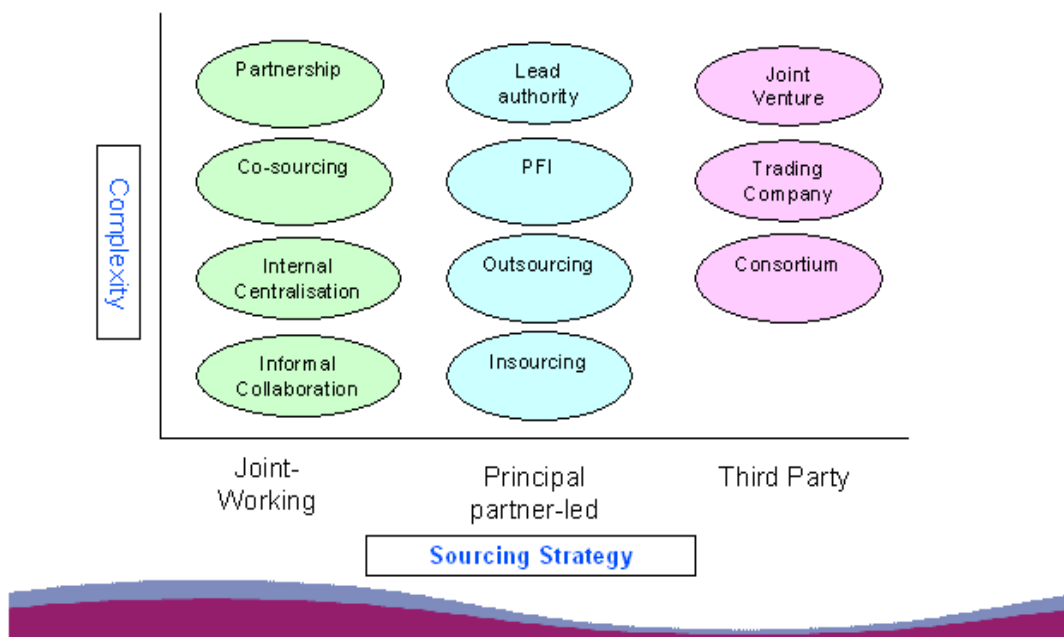 Partnership
Lead
authority
Joint
Venture
Co-sourcing
PFI
Trading
Company
Internal
Centralisation
Outsourcing
Consortium
Informal
Collaboration
Insourcing
Complexity
Joint-
Working
Principal
partner-led
Third Party
Sourcing Strategy